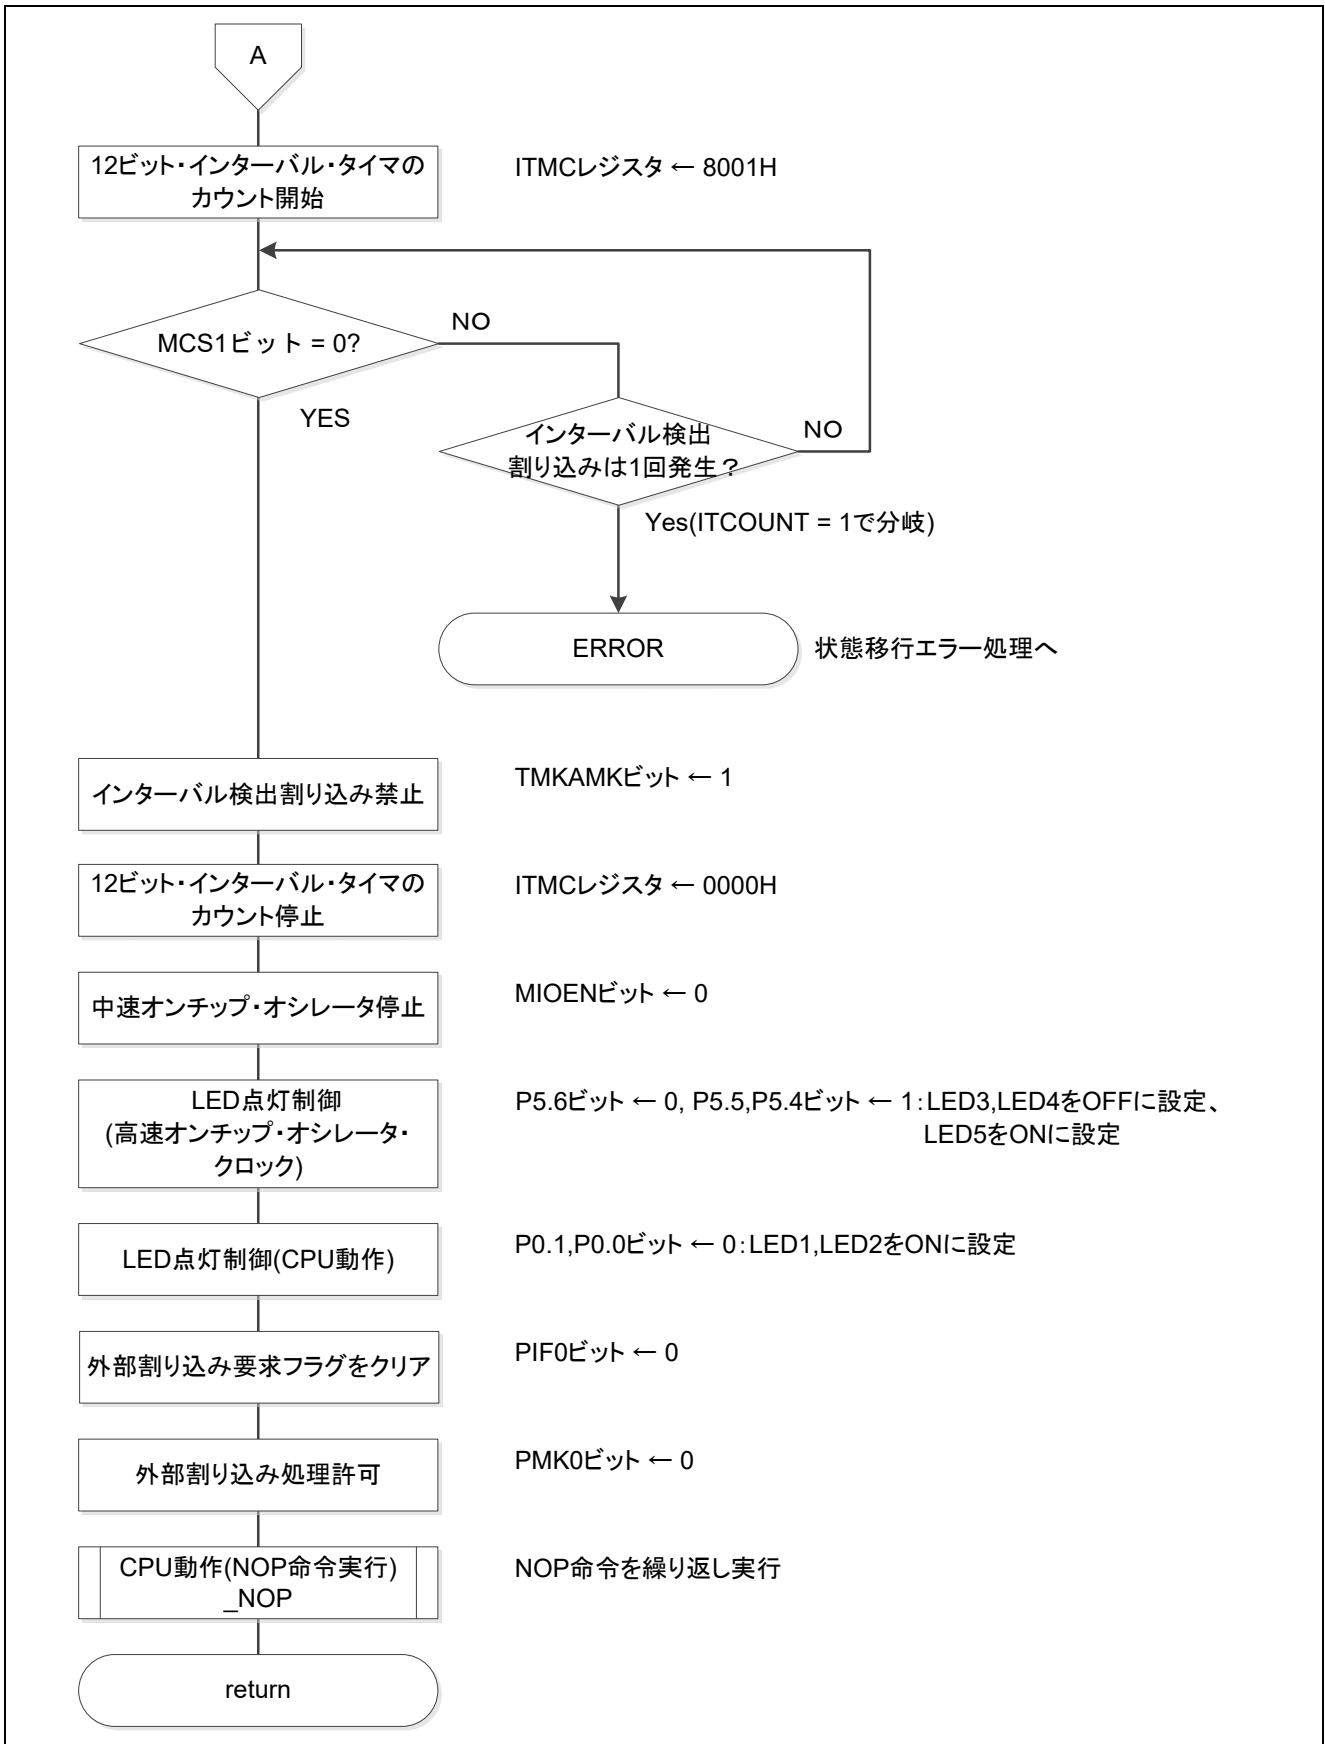 A
12ビット・インターバル・タイマの
カウント開始
ITMCレジスタ ← 8001H
MCS1ビット = 0?
NO
YES
インターバル検出
割り込みは1回発生？
NO
Yes(ITCOUNT = 1で分岐)
ERROR
状態移行エラー処理へ
インターバル検出割り込み禁止
TMKAMKビット ← 1
12ビット・インターバル・タイマの
カウント停止
ITMCレジスタ ← 0000H
中速オンチップ・オシレータ停止
MIOENビット ← 0
LED点灯制御
(高速オンチップ・オシレータ・
クロック)
P5.6ビット ← 0, P5.5,P5.4ビット ← 1：LED3,LED4をOFFに設定、
LED5をONに設定
LED点灯制御(CPU動作)
P0.1,P0.0ビット ← 0：LED1,LED2をONに設定
外部割り込み要求フラグをクリア
PIF0ビット ← 0
外部割り込み処理許可
PMK0ビット ← 0
CPU動作(NOP命令実行)
_NOP
NOP命令を繰り返し実行
return